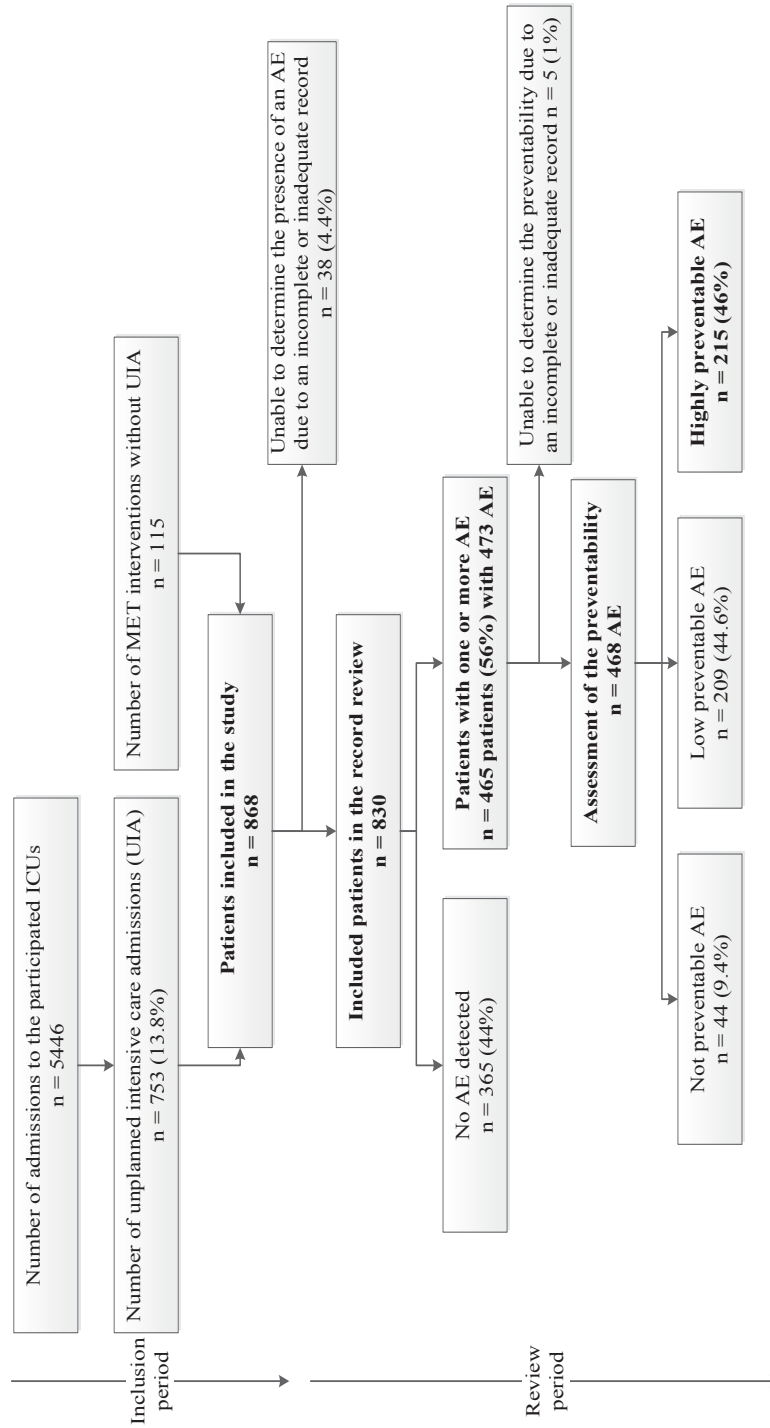 Inclusion
period
Review
period
Number of admissions to the participated ICUs
n = 5446
Number of unplanned intensive care admissions (UIA)
n = 753 (13.8%)
Number of MET interventions without UIA
n = 115
Patients included in the study
n = 868
Unable to determine the presence of an AE
due to an incomplete or inadequate record
n = 38 (4.4%)
Included patients in the record review
n = 830
No AE detected
n = 365 (44%)
Patients with one or more AE
n = 465 patients (56%) with 473 AE
Unable to determine the preventability due to
an incomplete or inadequate record n = 5 (1%)
Assessment of the preventability
n = 468 AE
Not preventable AE
n = 44 (9.4%)
Low preventable AE
n = 209 (44.6%)
Highly preventable AE
n = 215 (46%)